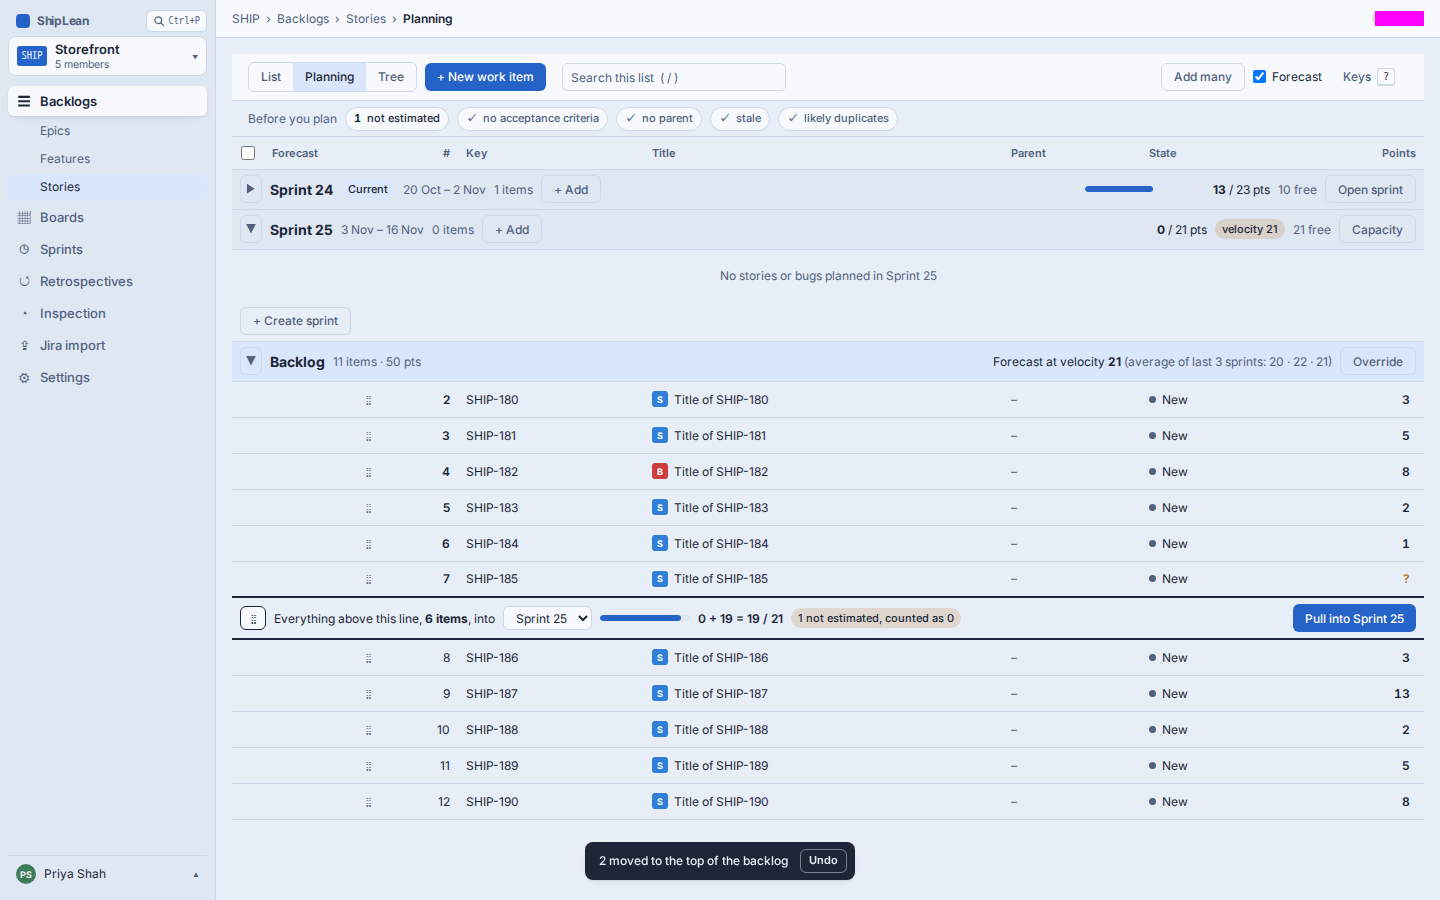 ShipLean Ctrl+P
SHIP Storefront
5 members
Backlogs
Epics
Features
Stories
Boards
Sprints
Retrospectives
Inspection
Jira import
Settings
PS Priya Shah
SHIP › Backlogs › Stories › Planning
List Planning Tree + New work item Search this list ( / ) Add many Forecast Keys ?
Before you plan 1 not estimated ✓ no acceptance criteria ✓ no parent ✓ stale ✓ likely duplicates
Forecast # Key Title Parent State Points
Sprint 24 Current 20 Oct – 2 Nov 1 items + Add 13 / 23 pts 10 free Open sprint
Sprint 25 3 Nov – 16 Nov 0 items + Add 0 / 21 pts velocity 21 21 free Capacity
No stories or bugs planned in Sprint 25
+ Create sprint
Backlog 11 items · 50 pts Forecast at velocity 21 (average of last 3 sprints: 20 · 22 · 21) Override
2 SHIP-180 S Title of SHIP-180 – New 3
3 SHIP-181 S Title of SHIP-181 – New 5
4 SHIP-182 B Title of SHIP-182 – New 8
5 SHIP-183 S Title of SHIP-183 – New 2
6 SHIP-184 S Title of SHIP-184 – New 1
7 SHIP-185 S Title of SHIP-185 – New ?
Everything above this line, 6 items, into Sprint 25 0 + 19 = 19 / 21 1 not estimated, counted as 0 Pull into Sprint 25
8 SHIP-186 S Title of SHIP-186 – New 3
9 SHIP-187 S Title of SHIP-187 – New 13
10 SHIP-188 S Title of SHIP-188 – New 2
11 SHIP-189 S Title of SHIP-189 – New 5
12 SHIP-190 S Title of SHIP-190 – New 8
2 moved to the top of the backlog Undo